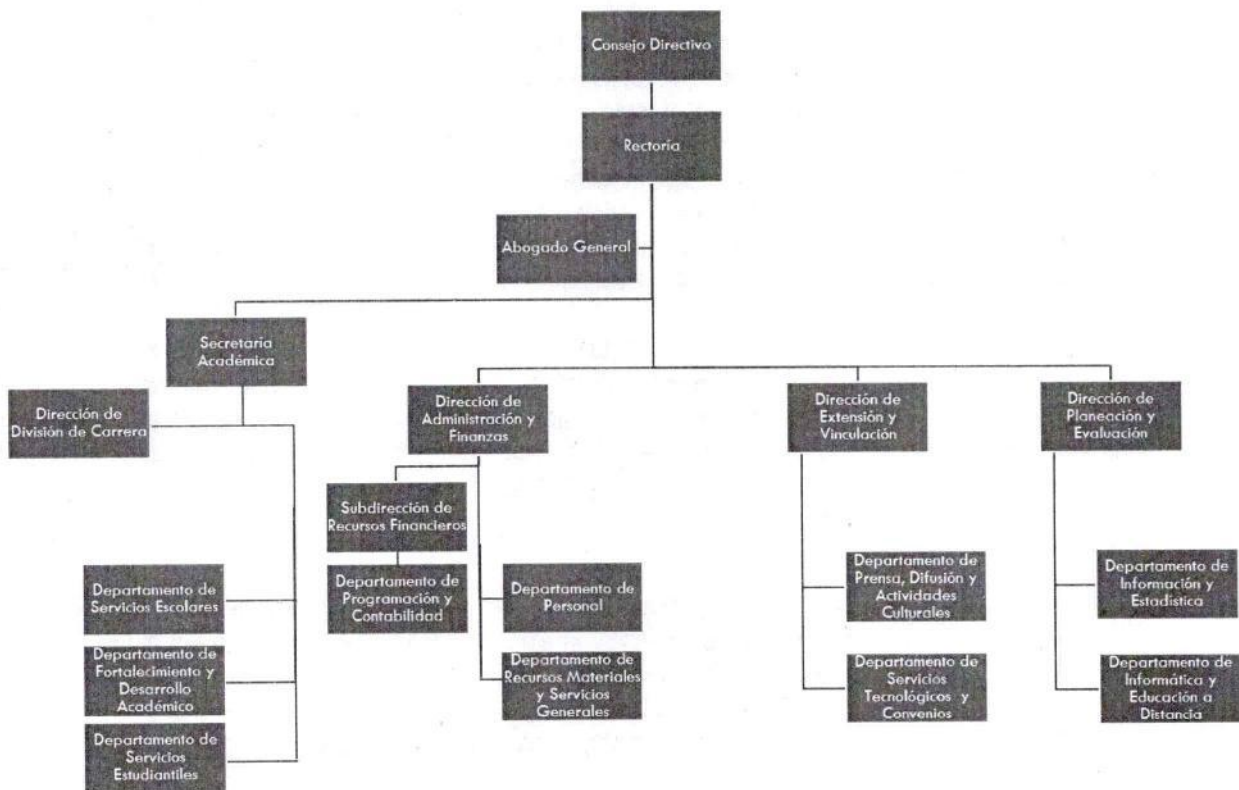 Consejo Directivo
Rectoría
Abogado General
Secretaría
Académica
Dirección de
División de Carrera
Dirección de
Administración y
Finanzas
Dirección de
Extensión y
Vinculación
Dirección de
Planeación y
Evaluación
Subdirección de
Recursos Financieros
Departamento de
Programación y
Contabilidad
Departamento de
Personal
Departamento de
Recursos Materiales
y Servicios
Generales
Departamento de
Prensa, Difusión y
Actividades
Culturales
Departamento de
Servicios
Tecnológicos y
Convenios
Departamento de
Información y
Estadística
Departamento de
Informática y
Educación a
Distancia
Departamento de
Servicios Escolares
Departamento de
Fortalecimiento y
Desarrollo
Académico
Departamento de
Servicios
Estudiantiles